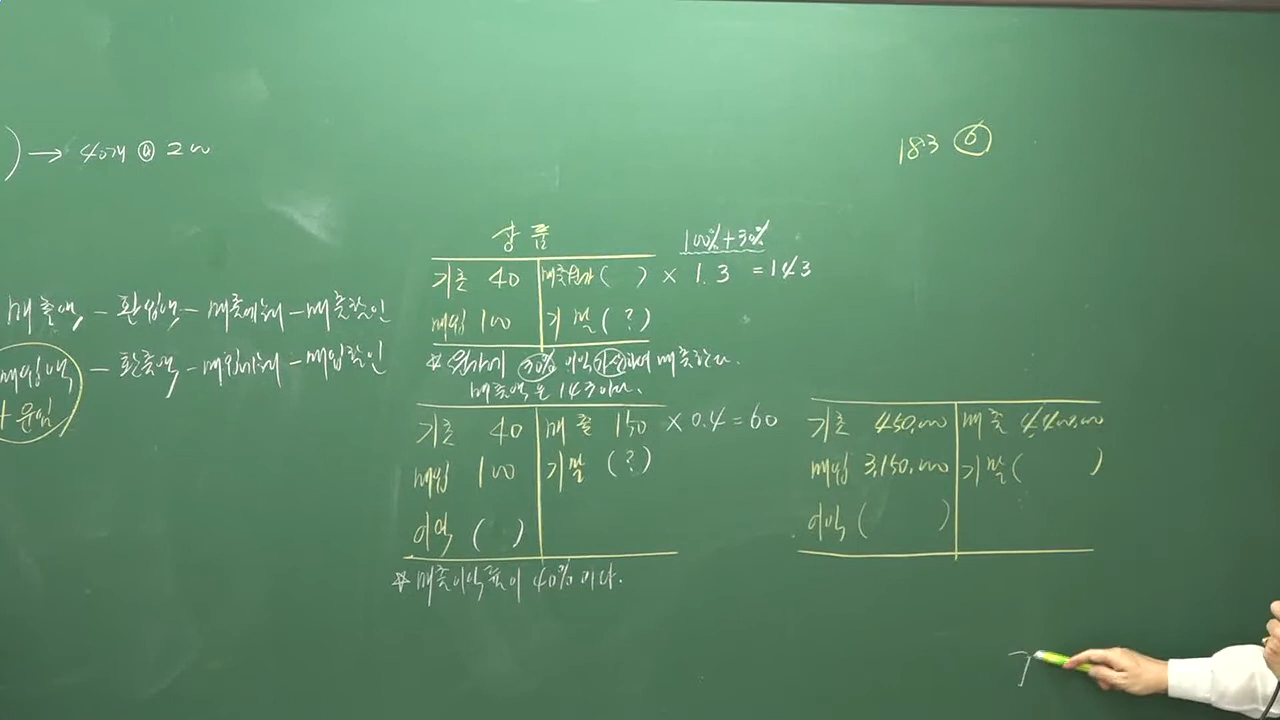 ) → 40개 @ 200
183 ⑥
상 품
100%+30%
기초 40 매출원가 ( ) × 1.3 = 143
매입 100 기말 (?)
매출액 - 환입액 - 매출에누리 - 매출할인
매입액 - 환출액 - 매입에누리 - 매입할인
+ 운임
☆ 원가에 30% 이익 가산하여 매출한다.
매출액은 143이다.
기초 40 매출 150 × 0.4 = 60
매입 100 기말 (?)
이익 ( )
☆ 매출이익률이 40%이다.
기초 450,000 매출 4,400,000
매입 3,150,000 기말 ( )
이익 ( )